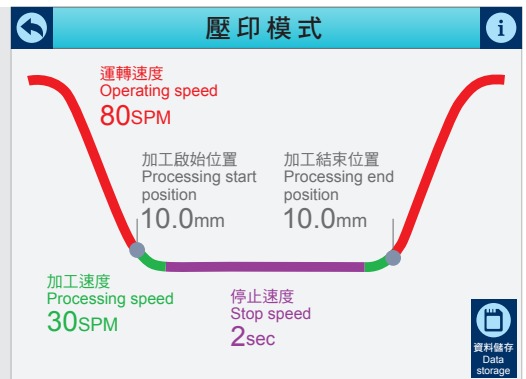 壓印模式
i
運轉速度
Operating speed
80SPM
加工啟始位置
Processing start
position
10.0mm
加工結束位置
Processing end
position
10.0mm
加工速度
Processing speed
30SPM
停止速度
Stop speed
2sec
資料儲存
Data
storage